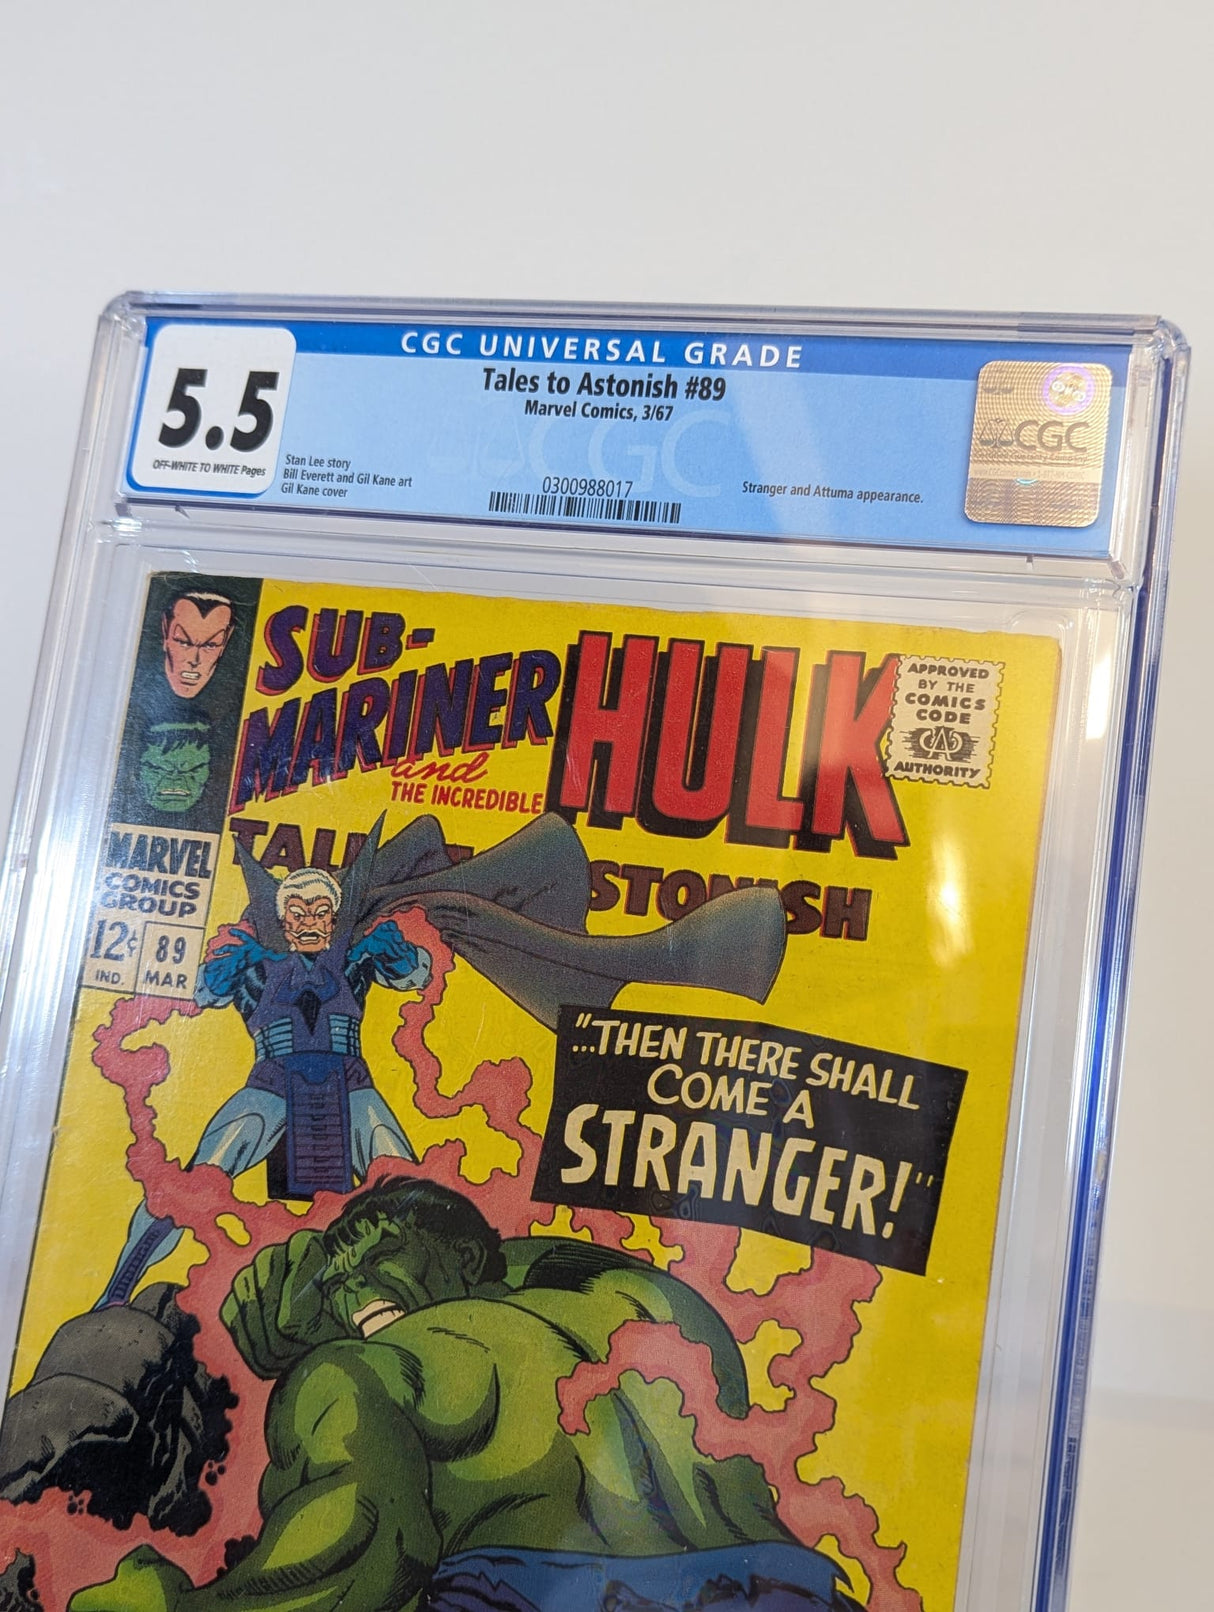 CGC UNIVERSAL GRADE
5.5
OFF-WHITE TO WHITE Pages
Tales to Astonish #89
Marvel Comics, 3/67
Stan Lee story
Bill Everett and Gil Kane art
Gil Kane cover
0300988017
Stranger and Attuma appearance.
CGC
CGC
SUB-
MARINER
and
THE INCREDIBLE
HULK
APPROVED
BY THE
COMICS
CODE
CA
AUTHORITY
MARVEL
COMICS
GROUP
12¢
IND.
89
MAR
"...THEN THERE SHALL
COME A
STRANGER!"